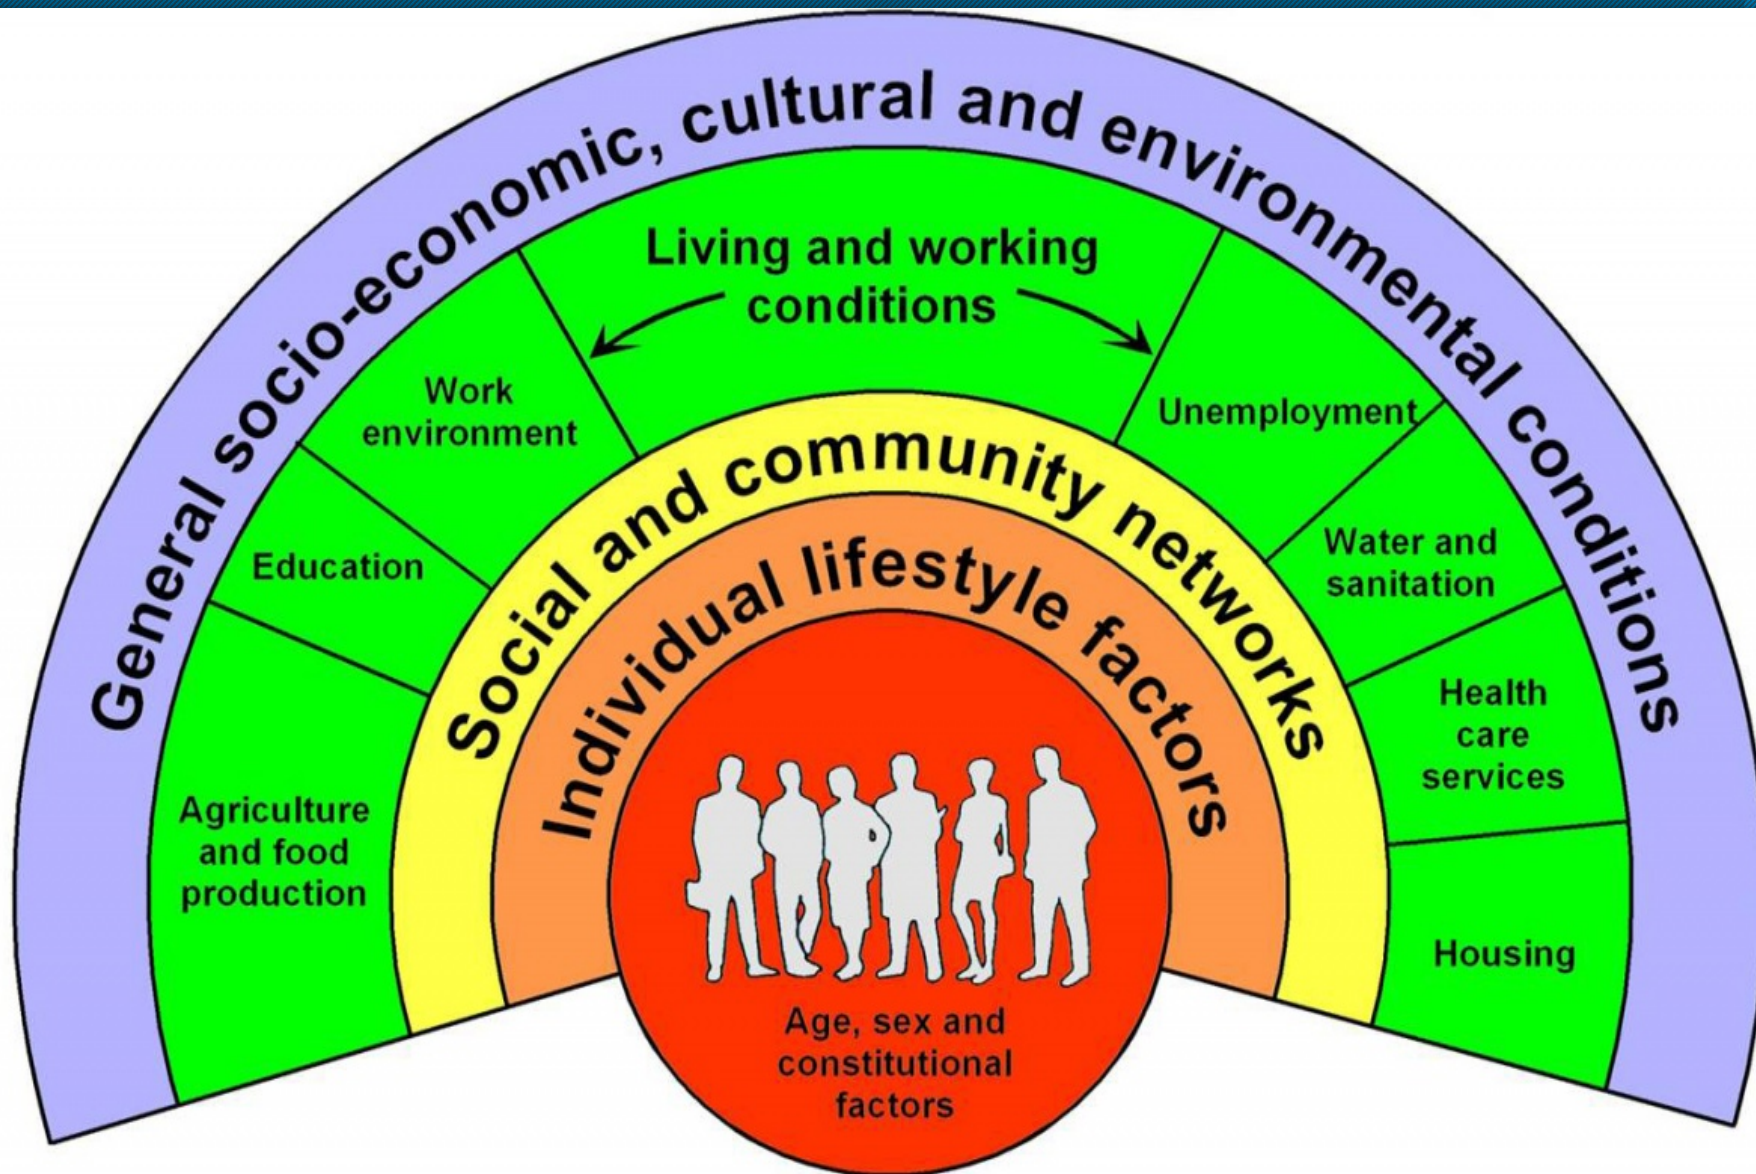 General socio-economic, cultural and environmental conditions
Living and working
conditions
Work
environment
Education
Agriculture
and food
production
Unemployment
Water and
sanitation
Health
care
services
Housing
Social and community networks
Individual lifestyle factors
Age, sex and
constitutional
factors